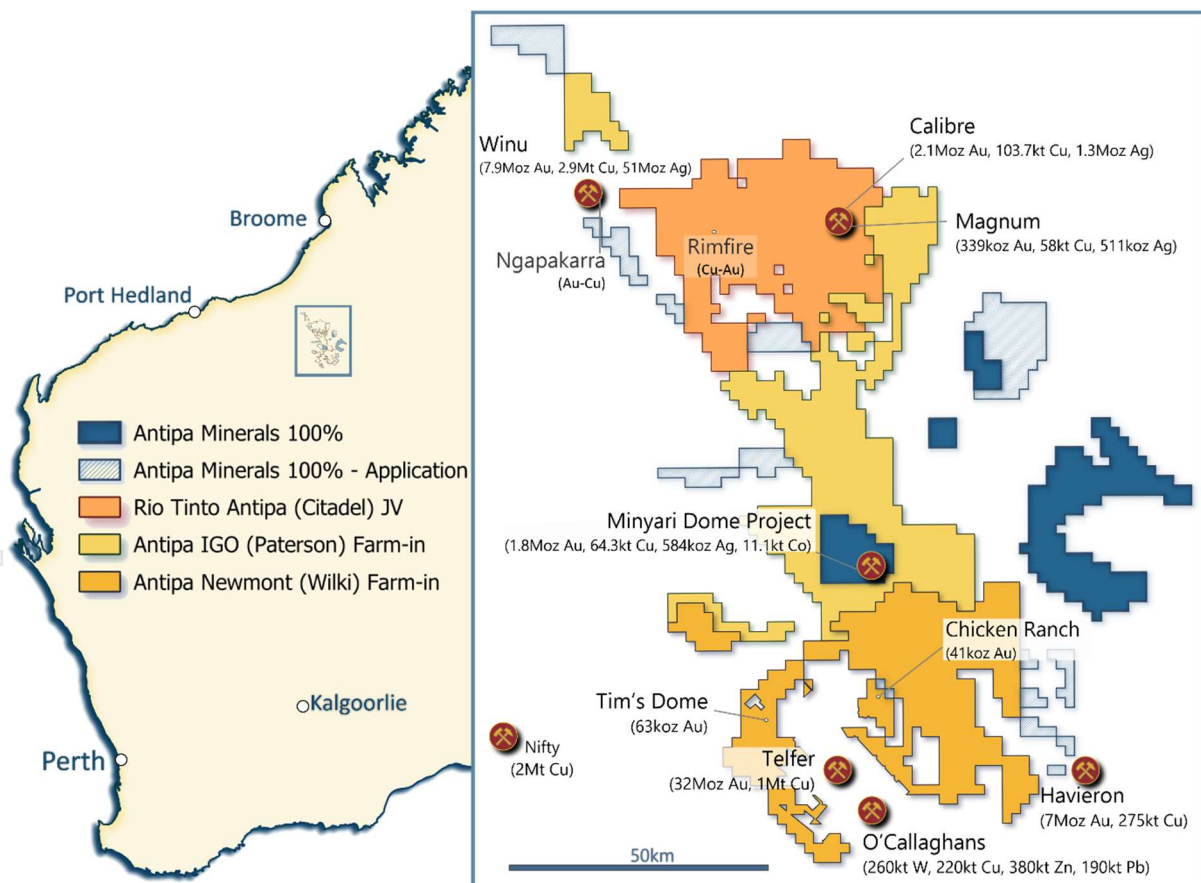 Broome
Port Hedland
Antipa Minerals 100%
Antipa Minerals 100% - Application
Rio Tinto Antipa (Citadel) JV
Antipa IGO (Paterson) Farm-in
Antipa Newmont (Wilki) Farm-in
Kalgoorlie
Perth
Winu
(7.9Moz Au, 2.9Mt Cu, 51Moz Ag)
Calibre
(2.1Moz Au, 103.7kt Cu, 1.3Moz Ag)
Magnum
(339koz Au, 58kt Cu, 511koz Ag)
Ngapakarra
(Au-Cu)
Rimfire
(Cu-Au)
Minyari Dome Project
(1.8Moz Au, 64.3kt Cu, 584koz Ag, 11.1kt Co)
Chicken Ranch
(41koz Au)
Tim's Dome
(63koz Au)
Nifty
(2Mt Cu)
Telfer
(32Moz Au, 1Mt Cu)
Havieron
(7Moz Au, 275kt Cu)
O'Callaghans
(260kt W, 220kt Cu, 380kt Zn, 190kt Pb)
50km